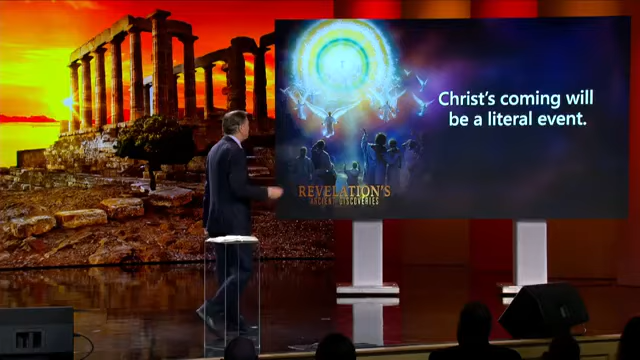 Christ's coming will
be a literal event.
REVELATION'S
ANCIENT DISCOVERIES